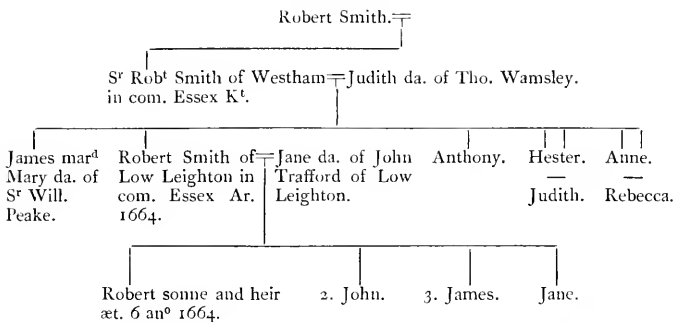 Robert Smith.
Sʳ Robᵗ Smith of Westham
in com. Essex Kᵗ.
Judith da. of Tho. Wamsley.
James marᵈ
Mary da. of
Sʳ Will.
Peake.
Robert Smith of
Low Leighton in
com. Essex Ar.
1664.
Jane da. of John
Trafford of Low
Leighton.
Anthony.
Hester.
—
Judith.
Anne.
—
Rebecca.
Robert sonne and heir
æt. 6 anº 1664.
2. John.
3. James.
Jane.